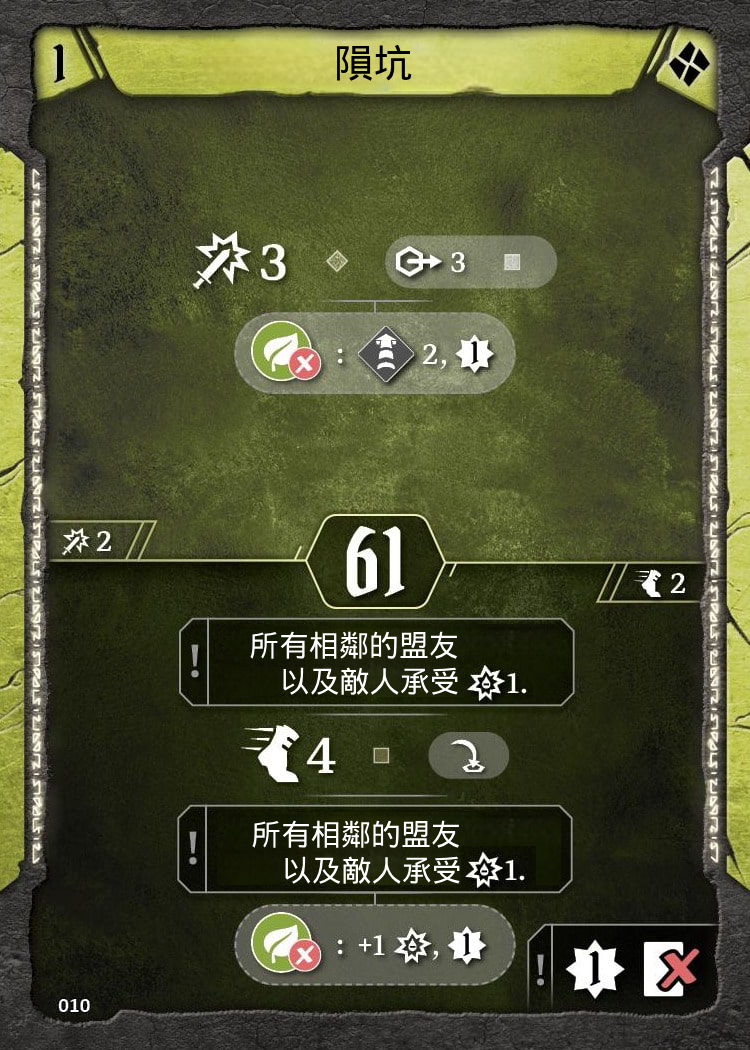 1
隕坑
3
3
: 2, 1
2
61
2
! 所有相鄰的盟友
以及敵人承受 1.
4
! 所有相鄰的盟友
以及敵人承受 1.
: +1 , 1
! 1
010